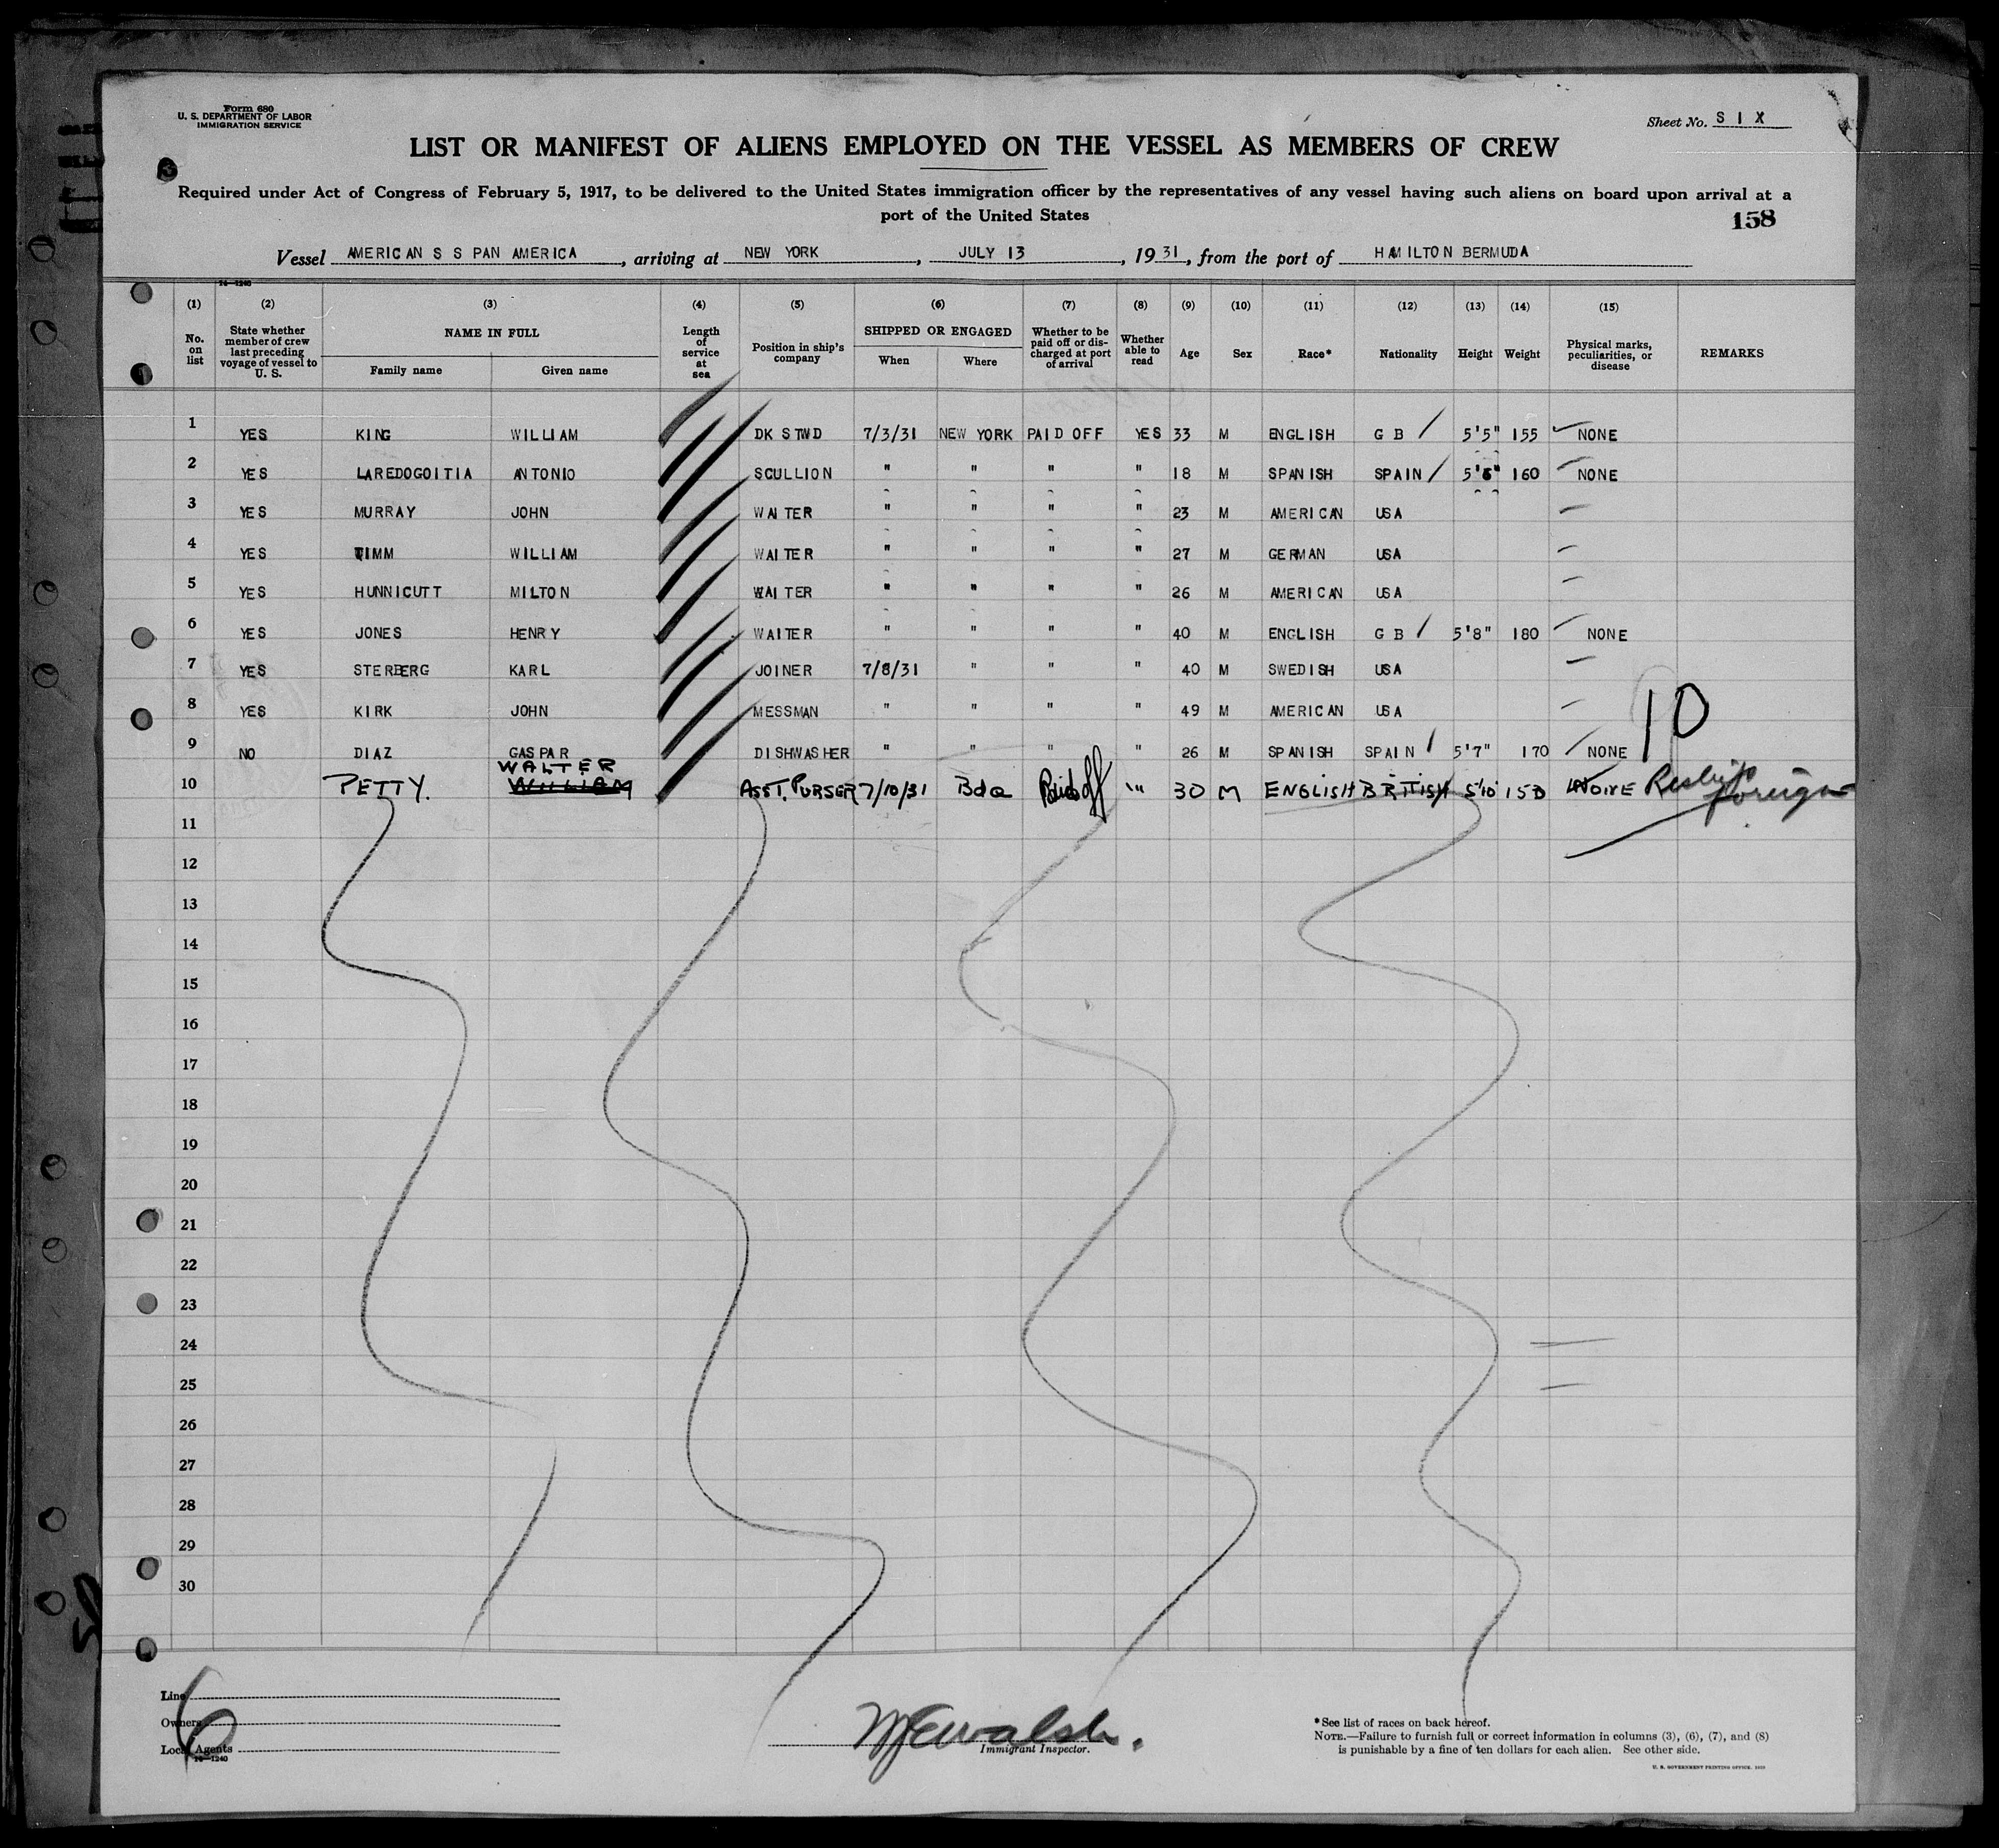 Form 680
U. S. DEPARTMENT OF LABOR
IMMIGRATION SERVICE
Sheet No. SIX
LIST OR MANIFEST OF ALIENS EMPLOYED ON THE VESSEL AS MEMBERS OF CREW
Required under Act of Congress of February 5, 1917, to be delivered to the United States immigration officer by the representatives of any vessel having such aliens on board upon arrival at a
port of the United States
158
Vessel AMERICAN S S PAN AMERICA, arriving at NEW YORK, JULY 13, 1931, from the port of HAMILTON BERMUDA
14-1240
(1) (2) (3) (4) (5) (6) (7) (8) (9) (10) (11) (12) (13) (14) (15)
No. on list State whether member of crew last preceding voyage of vessel to U. S. NAME IN FULL Family name Given name Length of service at sea Position in ship's company SHIPPED OR ENGAGED When Where Whether to be paid off or discharged at port of arrival Whether able to read Age Sex Race* Nationality Height Weight Physical marks, peculiarities, or disease REMARKS
1 YES KING WILLIAM DK STWD 7/3/31 NEW YORK PAID OFF YES 33 M ENGLISH G B 5'5" 155 NONE
2 YES LAREDOGOITIA ANTONIO SCULLION " " " " 18 M SPANISH SPAIN 5'5" 160 NONE
3 YES MURRAY JOHN WAITER " " " " 23 M AMERICAN USA
4 YES TIMM WILLIAM WAITER " " " " 27 M GERMAN USA
5 YES HUNNICUTT MILTON WAITER " " " " 26 M AMERICAN USA
6 YES JONES HENRY WAITER " " " " 40 M ENGLISH G B 5'8" 180 NONE
7 YES STERBERG KARL JOINER 7/8/31 " " " 40 M SWEDISH USA
8 YES KIRK JOHN MESSMAN " " " " 49 M AMERICAN USA
10
9 NO DIAZ GASPAR DISHWASHER " " " " 26 M SPANISH SPAIN 5'7" 170 NONE
WALTER
10 PETTY. WILLIAM ASST. PURSER 7/10/31 Bda Paid off " 30 M ENGLISH BRITISH 5'10 150 NONE Reship foreign
11
12
13
14
15
16
17
18
19
20
21
22
23
24
25
26
27
28
29
30
Line
Owners
Local Agents
14-1240
6
50
Immigrant Inspector.
*See list of races on back hereof.
NOTE.—Failure to furnish full or correct information in columns (3), (6), (7), and (8)
is punishable by a fine of ten dollars for each alien. See other side.
U. S. GOVERNMENT PRINTING OFFICE.